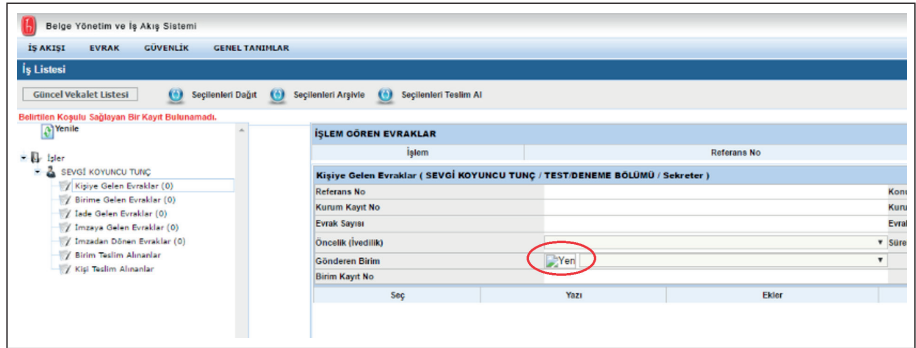 Belge Yönetim ve İş Akış Sistemi
İŞ AKIŞI EVRAK GÜVENLİK GENEL TANIMLAR
İş Listesi
Güncel Vekalet Listesi Seçilenleri Dağıt Seçilenleri Arşivle Seçilenleri Teslim Al
Belirtilen Koşulu Sağlayan Bir Kayıt Bulunamadı.
Yenile
İşler
SEVGİ KOYUNCU TUNÇ
Kişiye Gelen Evraklar (0)
Birime Gelen Evraklar (0)
İade Gelen Evraklar (0)
İmzaya Gelen Evraklar (0)
İmzadan Dönen Evraklar (0)
Birim Teslim Alınanlar
Kişi Teslim Alınanlar
İŞLEM GÖREN EVRAKLAR
İşlem Referans No
Kişiye Gelen Evraklar ( SEVGİ KOYUNCU TUNÇ / TEST/DENEME BÖLÜMÜ / Sekreter )
Referans No Konu
Kurum Kayıt No Kuru
Evrak Sayısı Evral
Öncelik (İvedilik) Süre
Gönderen Birim Yen
Birim Kayıt No
Seç Yazı Ekler